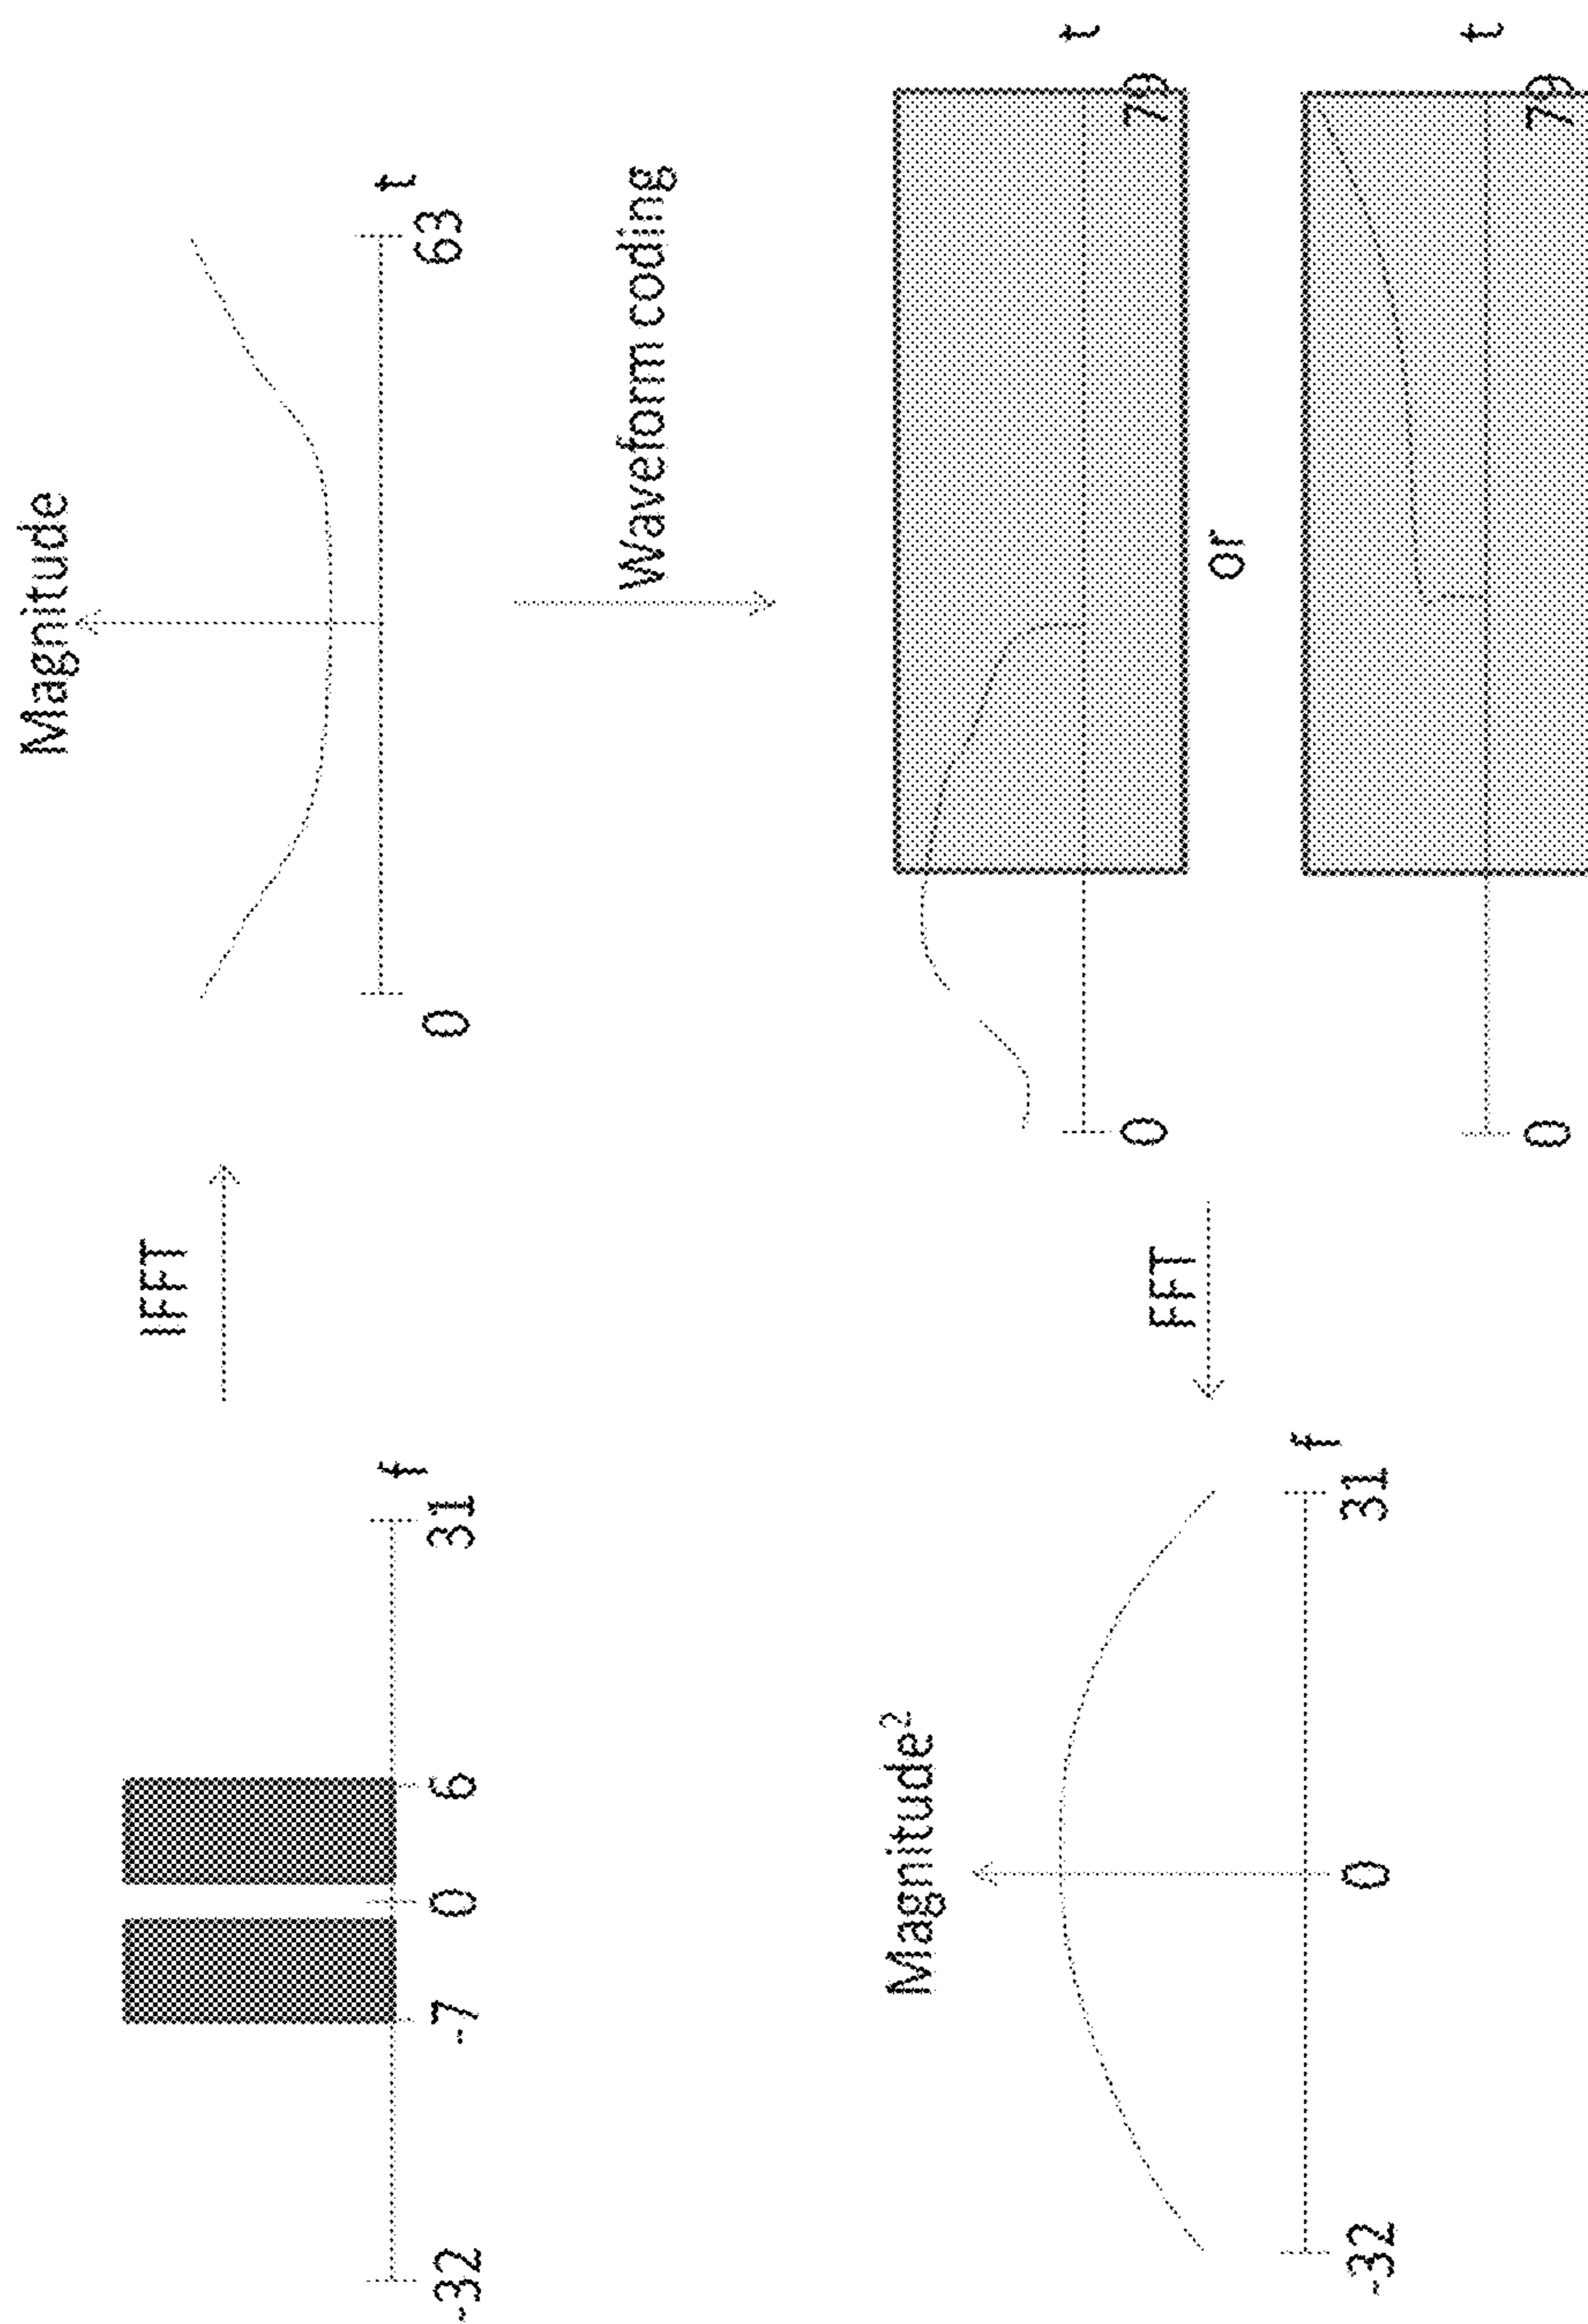 Magnitude
IFFT
-32
-7
0
6
31
f
0
63
t
Waveform coding
Magnitude²
FFT
-32
0
31
f
0
79
t
or
0
79
t